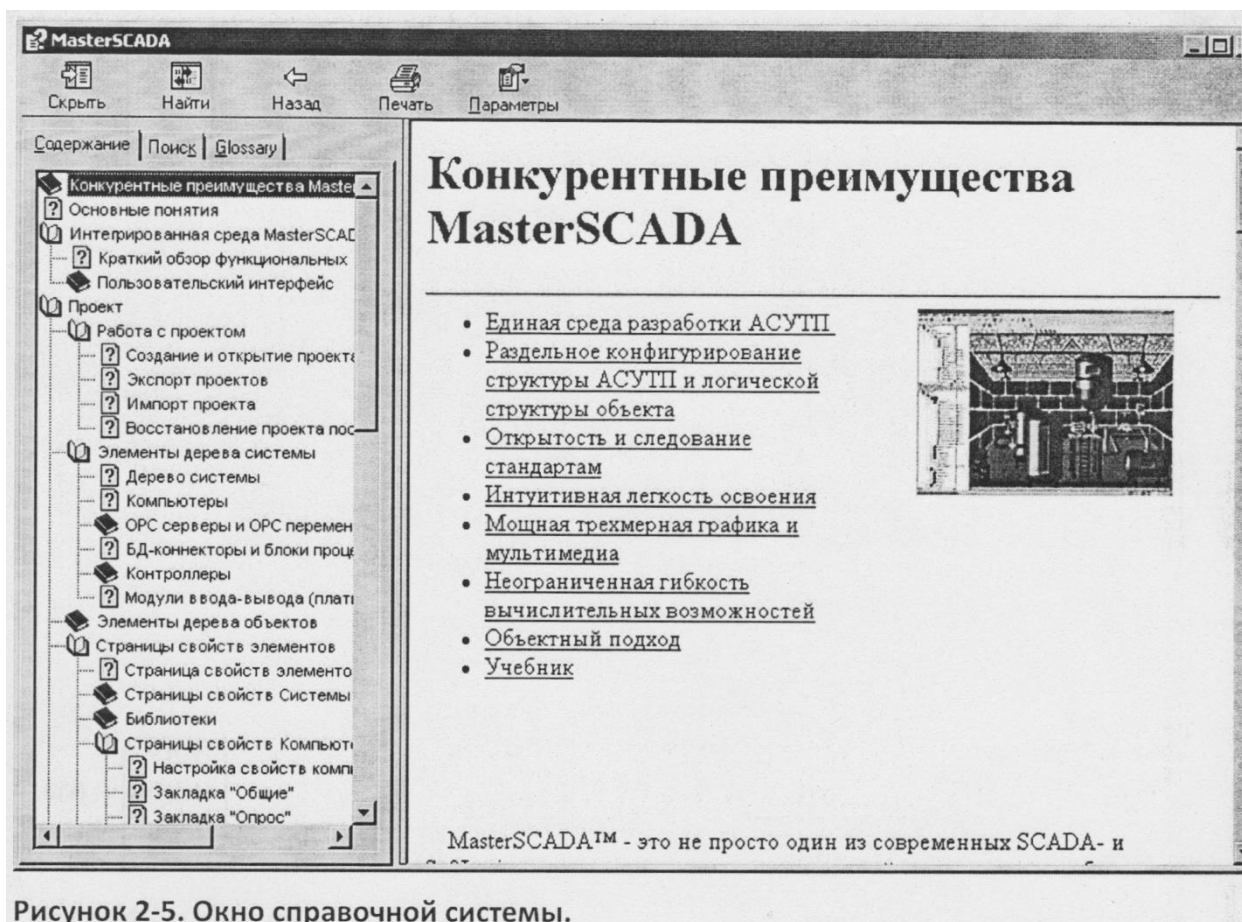 MasterSCADA
Скрыть Найти Назад Печать Параметры
Содержание Поиск Glossary
Конкурентные преимущества Master
Основные понятия
Интегрированная среда MasterSCAD
Краткий обзор функциональных
Пользовательский интерфейс
Проект
Работа с проектом
Создание и открытие проекта
Экспорт проектов
Импорт проекта
Восстановление проекта пос
Элементы дерева системы
Дерево системы
Компьютеры
OPC серверы и OPC перемен
БД-коннекторы и блоки проце
Контроллеры
Модули ввода-вывода (платы
Элементы дерева объектов
Страницы свойств элементов
Страница свойств элементо
Страницы свойств Системы
Библиотеки
Страницы свойств Компьюте
Настройка свойств компь
Закладка "Общие"
Закладка "Опрос"
Конкурентные преимущества
MasterSCADA
• Единая среда разработки АСУТП
• Раздельное конфигурирование
структуры АСУТП и логической
структуры объекта
• Открытость и следование
стандартам
• Интуитивная легкость освоения
• Мощная трехмерная графика и
мультимедиа
• Неограниченная гибкость
вычислительных возможностей
• Объектный подход
• Учебник
MasterSCADA™ - это не просто один из современных SCADA- и
Рисунок 2-5. Окно справочной системы.